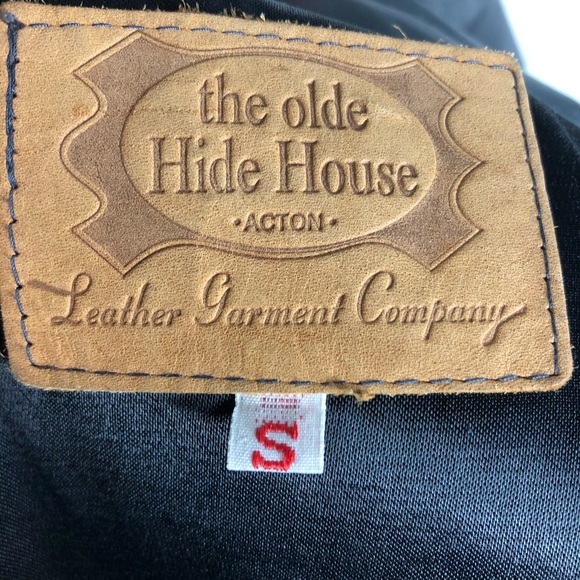 the olde
Hide House
·ACTON·
Leather Garment Company
S